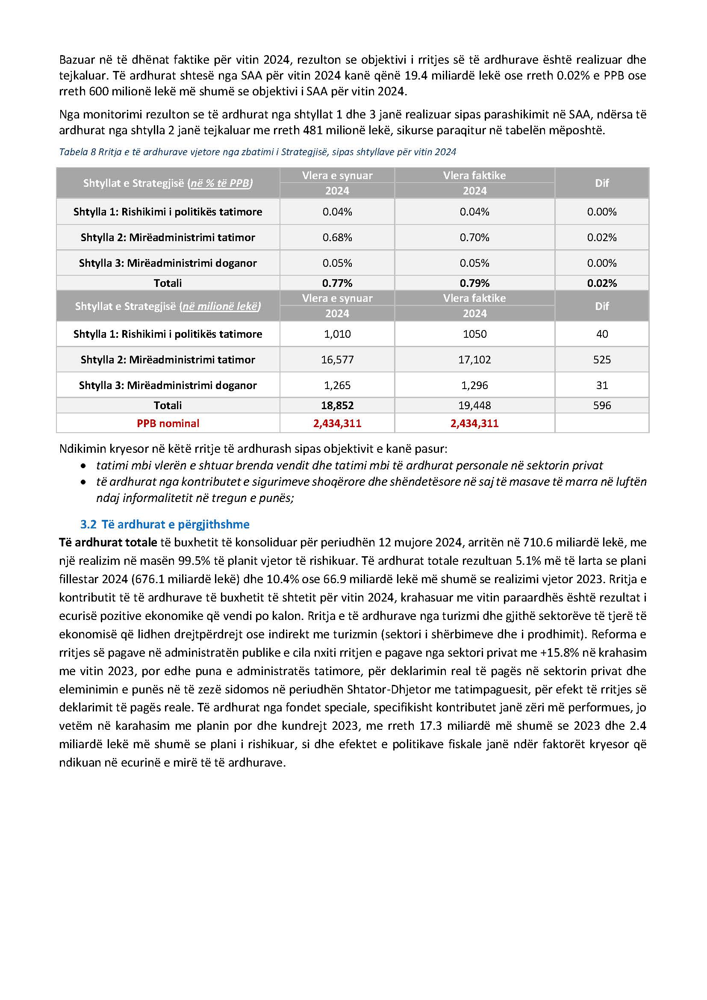 Bazuar në të dhënat faktike për vitin 2024, rezulton se objektivi i rritjes së të ardhurave është realizuar dhe
tejkaluar. Të ardhurat shtesë nga SAA për vitin 2024 kanë qënë 19.4 miliardë lekë ose rreth 0.02% e PPB ose
rreth 600 milionë lekë më shumë se objektivi i SAA për vitin 2024.
Nga monitorimi rezulton se të ardhurat nga shtyllat 1 dhe 3 janë realizuar sipas parashikimit në SAA, ndërsa të
ardhurat nga shtylla 2 janë tejkaluar me rreth 481 milionë lekë, sikurse paraqitur në tabelën mëposhtë.
Tabela 8 Rritja e të ardhurave vjetore nga zbatimi i Strategjisë, sipas shtyllave për vitin 2024
Shtyllat e Strategjisë (në % të PPB) Vlera e synuar Vlera faktike Dif
2024 2024
Shtylla 1: Rishikimi i politikës tatimore 0.04% 0.04% 0.00%
Shtylla 2: Mirëadministrimi tatimor 0.68% 0.70% 0.02%
Shtylla 3: Mirëadministrimi doganor 0.05% 0.05% 0.00%
Totali 0.77% 0.79% 0.02%
Shtyllat e Strategjisë (në milionë lekë) Vlera e synuar Vlera faktike Dif
2024 2024
Shtylla 1: Rishikimi i politikës tatimore 1,010 1050 40
Shtylla 2: Mirëadministrimi tatimor 16,577 17,102 525
Shtylla 3: Mirëadministrimi doganor 1,265 1,296 31
Totali 18,852 19,448 596
PPB nominal 2,434,311 2,434,311
Ndikimin kryesor në këtë rritje të ardhurash sipas objektivit e kanë pasur:
• tatimi mbi vlerën e shtuar brenda vendit dhe tatimi mbi të ardhurat personale në sektorin privat
• të ardhurat nga kontributet e sigurimeve shoqërore dhe shëndetësore në saj të masave të marra në luftën
ndaj informalitetit në tregun e punës;
3.2 Të ardhurat e përgjithshme
Të ardhurat totale të buxhetit të konsoliduar për periudhën 12 mujore 2024, arritën në 710.6 miliardë lekë, me
një realizim në masën 99.5% të planit vjetor të rishikuar. Të ardhurat totale rezultuan 5.1% më të larta se plani
fillestar 2024 (676.1 miliardë lekë) dhe 10.4% ose 66.9 miliardë lekë më shumë se realizimi vjetor 2023. Rritja e
kontributit të të ardhurave të buxhetit të shtetit për vitin 2024, krahasuar me vitin paraardhës është rezultat i
ecurisë pozitive ekonomike që vendi po kalon. Rritja e të ardhurave nga turizmi dhe gjithë sektorëve të tjerë të
ekonomisë që lidhen drejtpërdrejt ose indirekt me turizmin (sektori i shërbimeve dhe i prodhimit). Reforma e
rritjes së pagave në administratën publike e cila nxiti rritjen e pagave nga sektori privat me +15.8% në krahasim
me vitin 2023, por edhe puna e administratës tatimore, për deklarimin real të pagës në sektorin privat dhe
eleminimin e punës në të zezë sidomos në periudhën Shtator-Dhjetor me tatimpaguesit, për efekt të rritjes së
deklarimit të pagës reale. Të ardhurat nga fondet speciale, specifikisht kontributet janë zëri më performues, jo
vetëm në karahasim me planin por dhe kundrejt 2023, me rreth 17.3 miliardë më shumë se 2023 dhe 2.4
miliardë lekë më shumë se plani i rishikuar, si dhe efektet e politikave fiskale janë ndër faktorët kryesor që
ndikuan në ecurinë e mirë të të ardhurave.